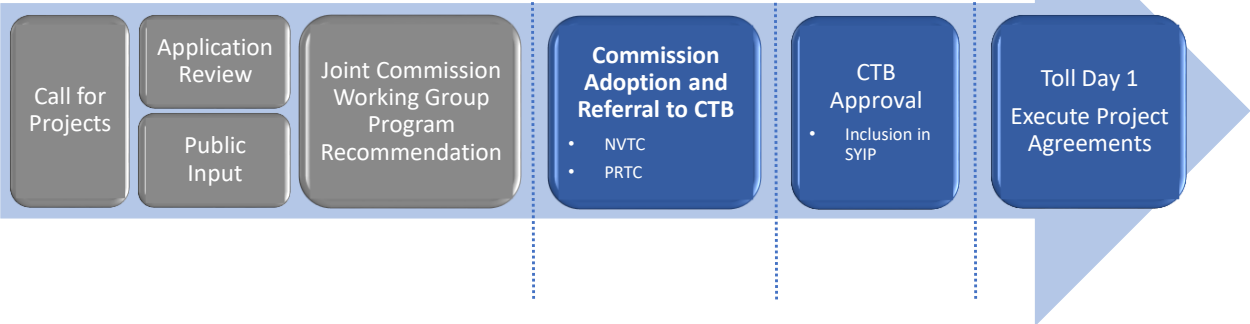 Call for
Projects
Application
Review
Public
Input
Joint Commission
Working Group
Program
Recommendation
Commission
Adoption and
Referral to CTB
• NVTC
• PRTC
CTB
Approval
• Inclusion in
SYIP
Toll Day 1
Execute Project
Agreements